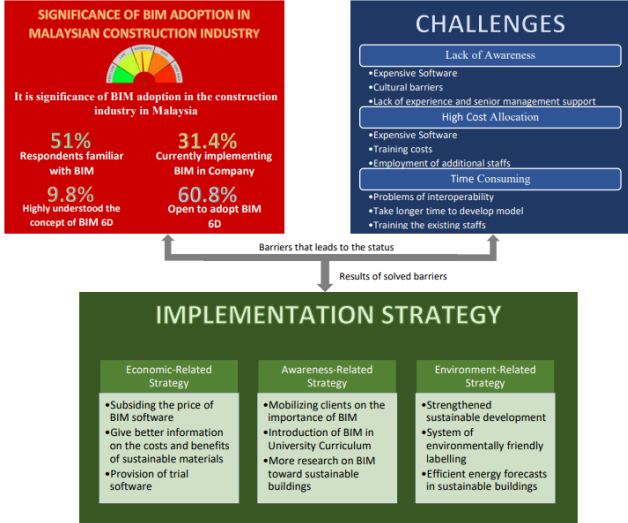 SIGNIFICANCE OF BIM ADOPTION IN
MALAYSIAN CONSTRUCTION INDUSTRY
It is significance of BIM adoption in the construction
industry in Malaysia
51%
Respondents familiar
with BIM
31.4%
Currently implementing
BIM in Company
9.8%
Highly understood the
concept of BIM 6D
60.8%
Open to adopt BIM
6D
CHALLENGES
Lack of Awareness
•Expensive Software
•Cultural barriers
•Lack of experience and senior management support
High Cost Allocation
•Expensive Software
•Training costs
•Employment of additional staffs
Time Consuming
•Problems of interoperability
•Take longer time to develop model
•Training the existing staffs
Barriers that leads to the status
Results of solved barriers
IMPLEMENTATION STRATEGY
Economic-Related
Strategy
•Subsiding the price of
BIM software
•Give better information
on the costs and benefits
of sustainable materials
•Provision of trial
software
Awareness-Related
Strategy
•Mobilizing clients on the
importance of BIM
•Introduction of BIM in
University Curriculum
•More research on BIM
toward sustainable
buildings
Environment-Related
Strategy
•Strengthened
sustainable development
•System of
environmentally friendly
labelling
•Efficient energy forecasts
in sustainable buildings